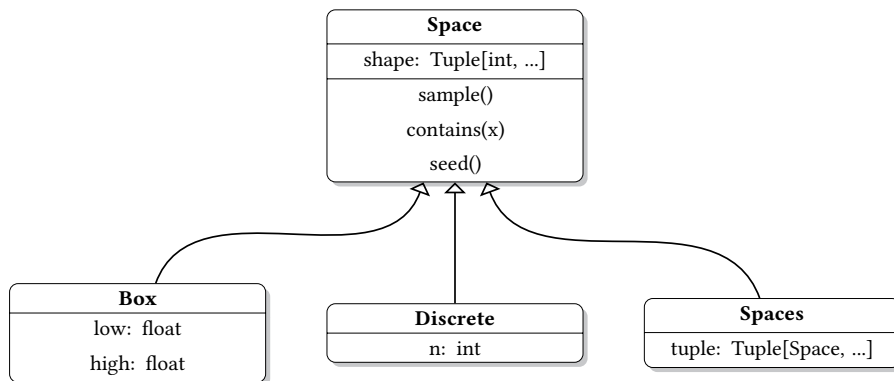 Space
shape: Tuple[int, ...]
sample()
contains(x)
seed()
Box
low: float
high: float
Discrete
n: int
Spaces
tuple: Tuple[Space, ...]